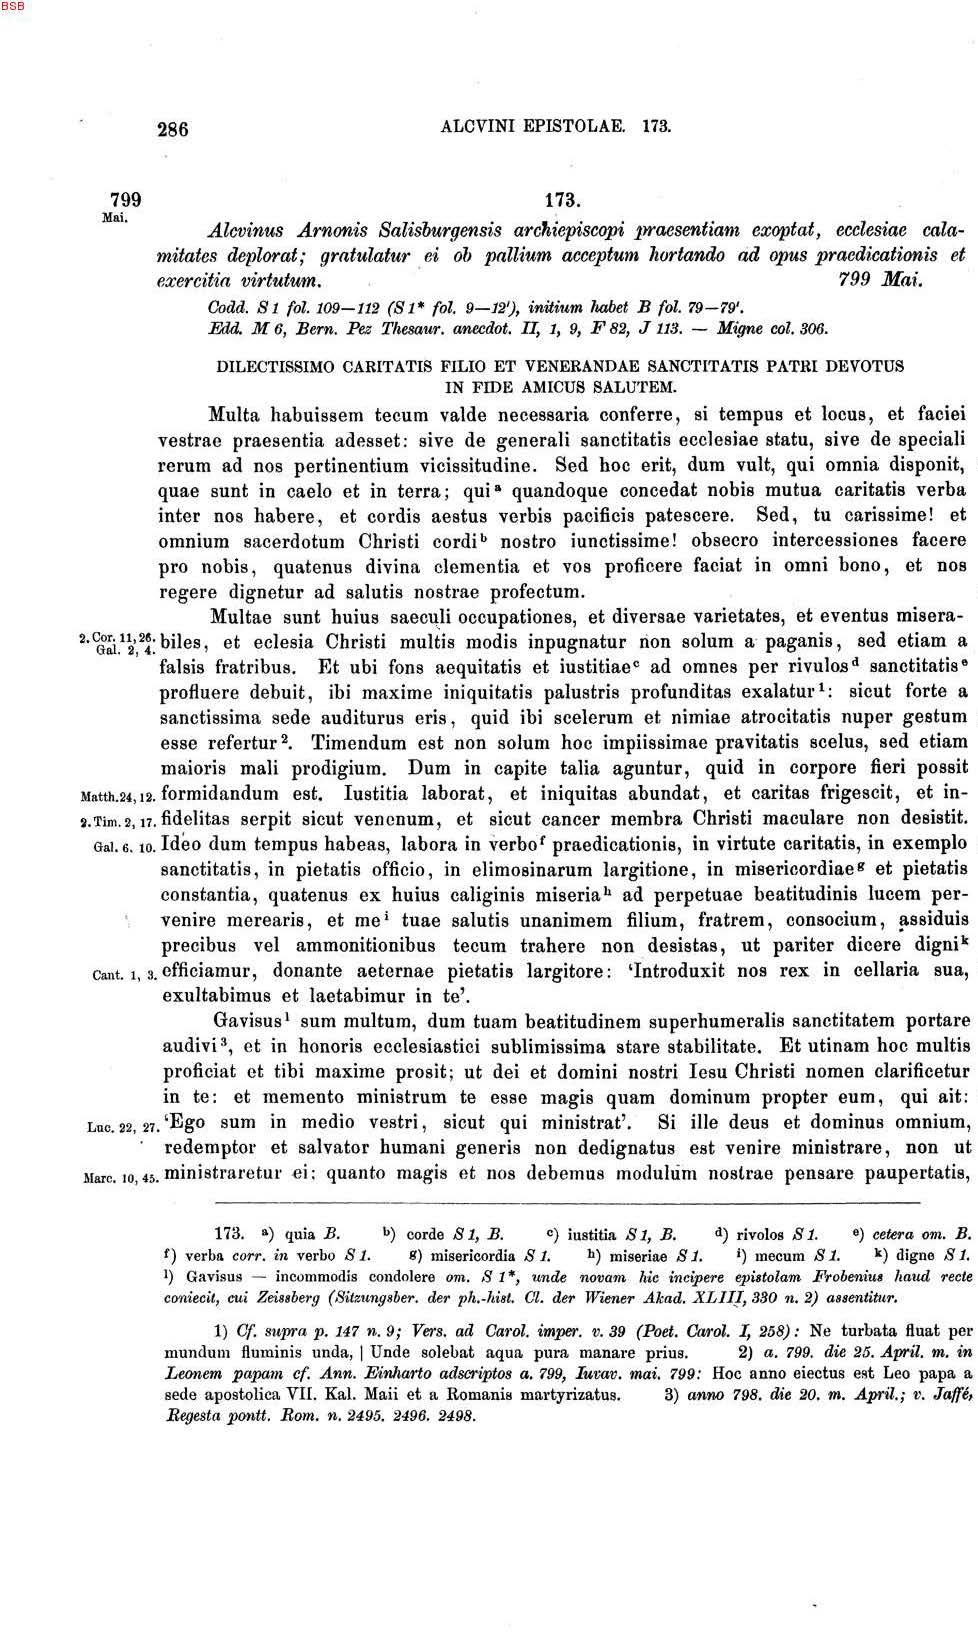 BSB
286 ALCVINI EPISTOLAE. 173.
799 173.
Mai.
Alcvinus Arnonis Salisburgensis archiepiscopi praesentiam exoptat, ecclesiae cala-
mitates deplorat; gratulatur ei ob pallium acceptum hortando ad opus praedicationis et
exercitia virtutum. 799 Mai.
Codd. S 1 fol. 109—112 (S 1* fol. 9—12'), initium habet B fol. 79—79'.
Edd. M 6, Bern. Pez Thesaur. anecdot. II, 1, 9, F 82, J 113. — Migne col. 306.
DILECTISSIMO CARITATIS FILIO ET VENERANDAE SANCTITATIS PATRI DEVOTUS
IN FIDE AMICUS SALUTEM.
Multa habuissem tecum valde necessaria conferre, si tempus et locus, et faciei
vestrae praesentia adesset: sive de generali sanctitatis ecclesiae statu, sive de speciali
rerum ad nos pertinentium vicissitudine. Sed hoc erit, dum vult, qui omnia disponit,
quae sunt in caelo et in terra; qui ᵃ quandoque concedat nobis mutua caritatis verba
inter nos habere, et cordis aestus verbis pacificis patescere. Sed, tu carissime! et
omnium sacerdotum Christi cordi ᵇ nostro iunctissime! obsecro intercessiones facere
pro nobis, quatenus divina clementia et vos proficere faciat in omni bono, et nos
regere dignetur ad salutis nostrae profectum.
Multae sunt huius saeculi occupationes, et diversae varietates, et eventus misera-
2. Cor. 11, 26. Gal. 2, 4. biles, et eclesia Christi multis modis inpugnatur non solum a paganis, sed etiam a
falsis fratribus. Et ubi fons aequitatis et iustitiae ᶜ ad omnes per rivulos ᵈ sanctitatis ᵉ
profluere debuit, ibi maxime iniquitatis palustris profunditas exalatur ¹: sicut forte a
sanctissima sede auditurus eris, quid ibi scelerum et nimiae atrocitatis nuper gestum
esse refertur ². Timendum est non solum hoc impiissimae pravitatis scelus, sed etiam
maioris mali prodigium. Dum in capite talia aguntur, quid in corpore fieri possit
Matth. 24, 12. formidandum est. Iustitia laborat, et iniquitas abundat, et caritas frigescit, et in-
2. Tim. 2, 17. fidelitas serpit sicut venenum, et sicut cancer membra Christi maculare non desistit.
Gal. 6. 10. Ideo dum tempus habeas, labora in verbo ᶠ praedicationis, in virtute caritatis, in exemplo
sanctitatis, in pietatis officio, in elimosinarum largitione, in misericordiae ᵍ et pietatis
constantia, quatenus ex huius caliginis miseria ʰ ad perpetuae beatitudinis lucem per-
venire merearis, et me ⁱ tuae salutis unanimem filium, fratrem, consocium, assiduis
precibus vel ammonitionibus tecum trahere non desistas, ut pariter dicere digni ᵏ
Cant. 1, 3. efficiamur, donante aeternae pietatis largitore: ‘Introduxit nos rex in cellaria sua,
exultabimus et laetabimur in te’.
Gavisus ˡ sum multum, dum tuam beatitudinem superhumeralis sanctitatem portare
audivi ³, et in honoris ecclesiastici sublimissima stare stabilitate. Et utinam hoc multis
proficiat et tibi maxime prosit; ut dei et domini nostri Iesu Christi nomen clarificetur
in te: et memento ministrum te esse magis quam dominum propter eum, qui ait:
Luc. 22, 27. ‘Ego sum in medio vestri, sicut qui ministrat’. Si ille deus et dominus omnium,
redemptor et salvator humani generis non dedignatus est venire ministrare, non ut
Marc. 10, 45. ministraretur ei: quanto magis et nos debemus modulum nostrae pensare paupertatis,
173. ᵃ) quia B. ᵇ) corde S 1, B. ᶜ) iustitia S 1, B. ᵈ) rivolos S 1. ᵉ) cetera om. B.
ᶠ) verba corr. in verbo S 1. ᵍ) misericordia S 1. ʰ) miseriae S 1. ⁱ) mecum S 1. ᵏ) digne S 1.
ˡ) Gavisus — incommodis condolere om. S 1*, unde novam hic incipere epistolam Frobenius haud recte
coniecit, cui Zeissberg (Sitzungsber. der ph.-hist. Cl. der Wiener Akad. XLIII, 330 n. 2) assentitur.
1) Cf. supra p. 147 n. 9; Vers. ad Carol. imper. v. 39 (Poet. Carol. I, 258): Ne turbata fluat per
mundum fluminis unda, | Unde solebat aqua pura manare prius. 2) a. 799. die 25. April. m. in
Leonem papam cf. Ann. Einharto adscriptos a. 799, Iuvav. mai. 799: Hoc anno eiectus est Leo papa a
sede apostolica VII. Kal. Maii et a Romanis martyrizatus. 3) anno 798. die 20. m. April.; v. Jaffé,
Regesta pontt. Rom. n. 2495. 2496. 2498.